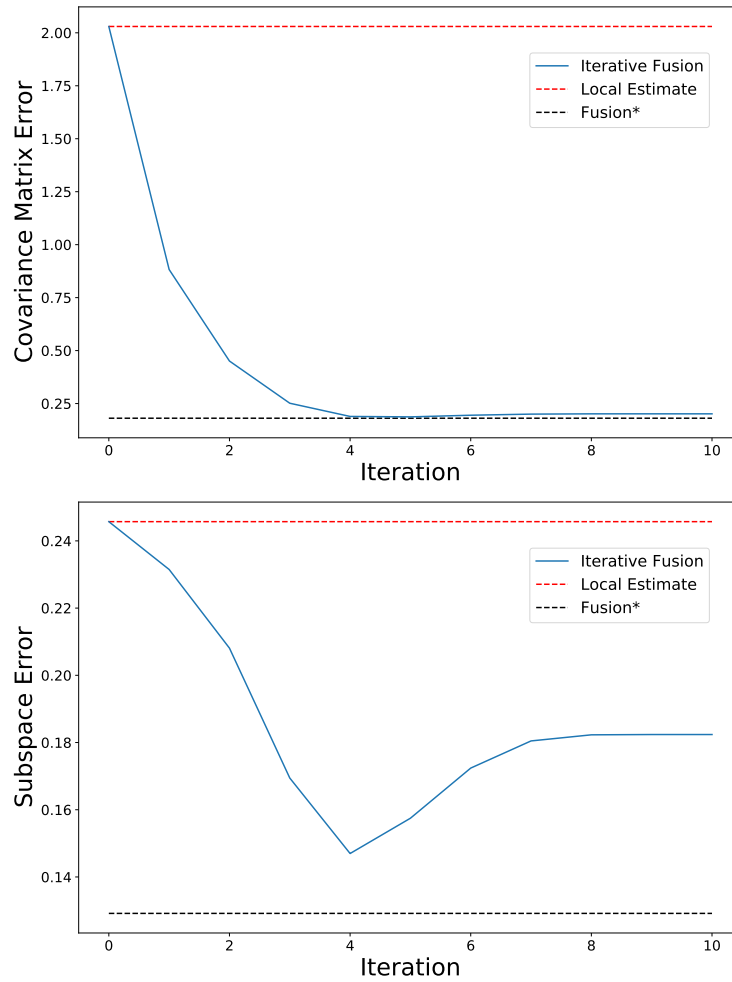 2.00
1.75
1.50
1.25
1.00
0.75
0.50
0.25
Covariance Matrix Error
Iterative Fusion
Local Estimate
Fusion*
0 2 4 6 8 10
Iteration
0.24
0.22
0.20
0.18
0.16
0.14
Subspace Error
Iterative Fusion
Local Estimate
Fusion*
0 2 4 6 8 10
Iteration